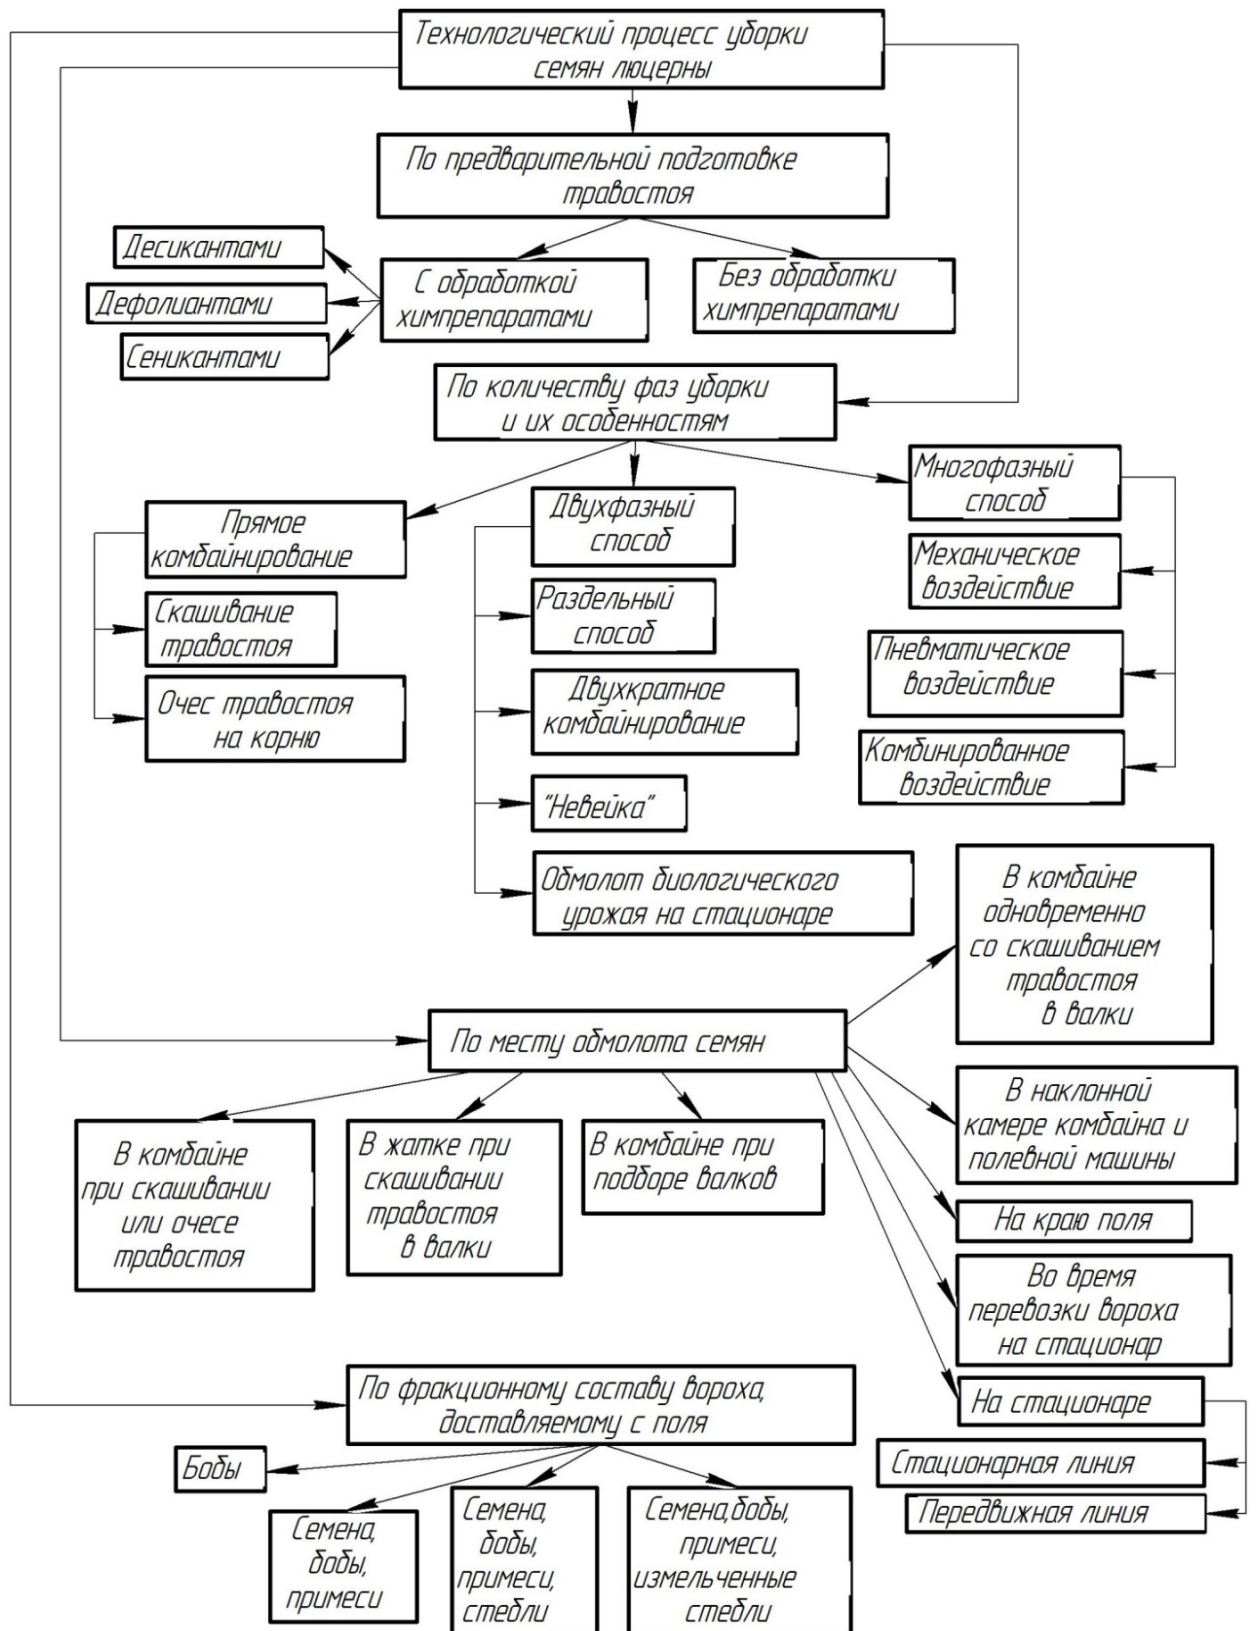 Технологический процесс уборки
семян люцерны
По предварительной подготовке
травостоя
Десикантами
Дефолиантами
Сеникантами
С обработкой
химпрепаратами
Без обработки
химпрепаратами
По количеству фаз уборки
и их особенностям
Прямое
комбайнирование
Скашивание
травостоя
Очес травостоя
на корню
Двухфазный
способ
Раздельный
способ
Двухкратное
комбайнирование
"Невейка"
Обмолот биологического
урожая на стационаре
Многофазный
способ
Механическое
воздействие
Пневматическое
воздействие
Комбинированное
воздействие
По месту обмолота семян
В комбайне
при скашивании
или очесе
травостоя
В жатке при
скашивании
травостоя
в валки
В комбайне при
подборе валков
В комбайне
одновременно
со скашиванием
травостоя
в валки
В наклонной
камере комбайна и
полевной машины
На краю поля
Во время
перевозки вороха
на стационар
На стационаре
Стационарная линия
Передвижная линия
По фракционному составу вороха,
доставляемому с поля
Бобы
Семена,
бобы,
примеси
Семена,
бобы,
примеси,
стебли
Семена,бобы,
примеси,
измельченные
стебли